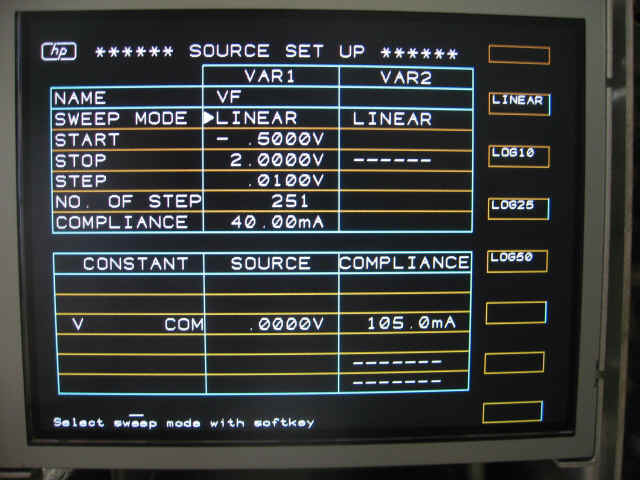 hp ****** SOURCE SET UP ******
VAR1 VAR2
NAME VF
SWEEP MODE ▶LINEAR LINEAR
START - .5000V
STOP 2.0000V ------
STEP .0100V
NO. OF STEP 251
COMPLIANCE 40.00mA
CONSTANT SOURCE COMPLIANCE
V COM .0000V 105.0mA
-------
-------
Select sweep mode with softkey
LINEAR
LOG10
LOG25
LOG50